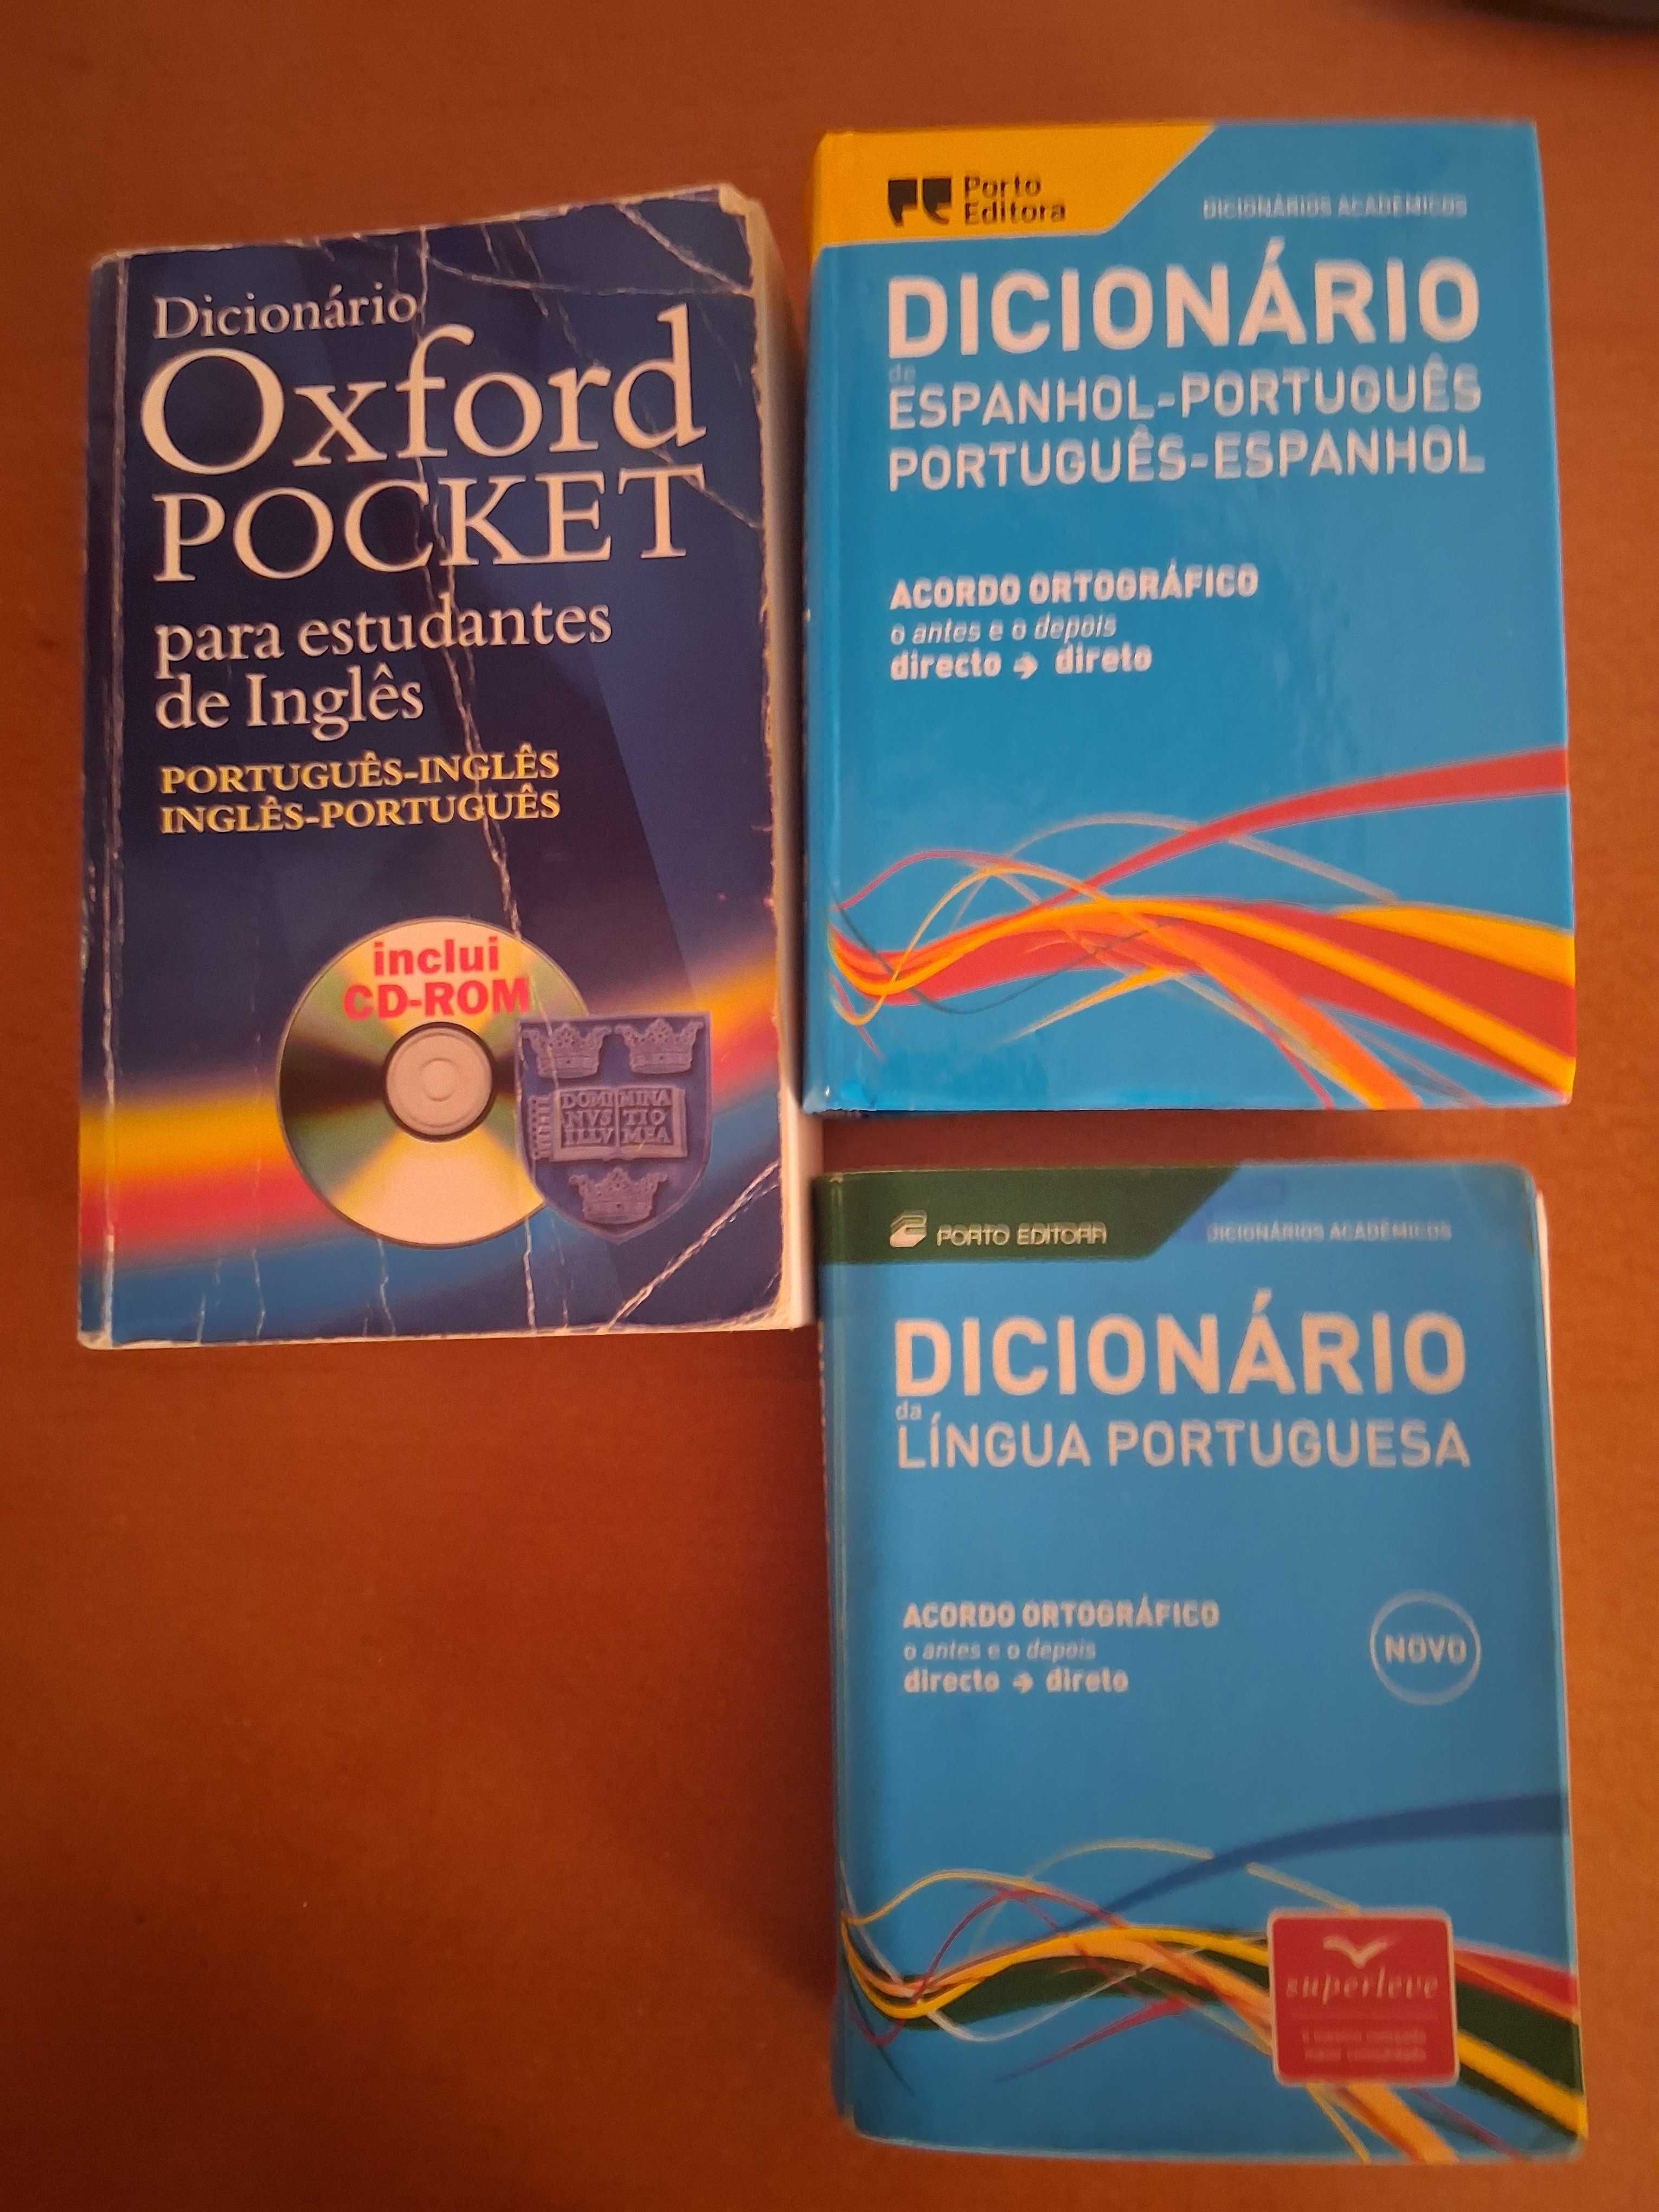 Dicionário
Oxford
POCKET
para estudantes
de Inglês
PORTUGUÊS-INGLÊS
INGLÊS-PORTUGUÊS
inclui
CD-ROM
DOMI MINA
NVS TIO
ILLV MEA
Porto
Editora
DICIONÁRIOS ACADÉMICOS
DICIONÁRIO
de
ESPANHOL-PORTUGUÊS
PORTUGUÊS-ESPANHOL
ACORDO ORTOGRÁFICO
o antes e o depois
directo → direto
PORTO EDITORA
DICIONÁRIOS ACADÉMICOS
DICIONÁRIO
da
LÍNGUA PORTUGUESA
ACORDO ORTOGRÁFICO
o antes e o depois
directo → direto
NOVO
superleve